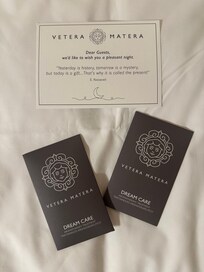 VETERA MATERA
Dear Guests,
we'd like to wish you a pleasant night.
"Yesterday is history, tomorrow is a mystery,
but today is a gift... That's why it is called the present"
VETERA MATERA
DREAM CARE
VETERA MATERA
DREAM CARE